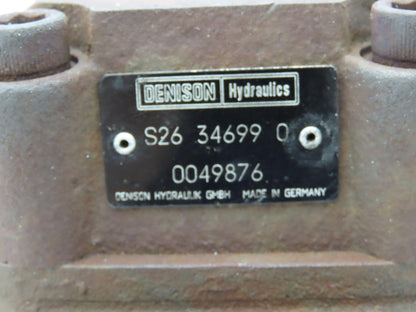 DENISON Hydraulics
S26 34699 0
0049876
DENISON HYDRAULIK GMBH MADE IN GERMANY